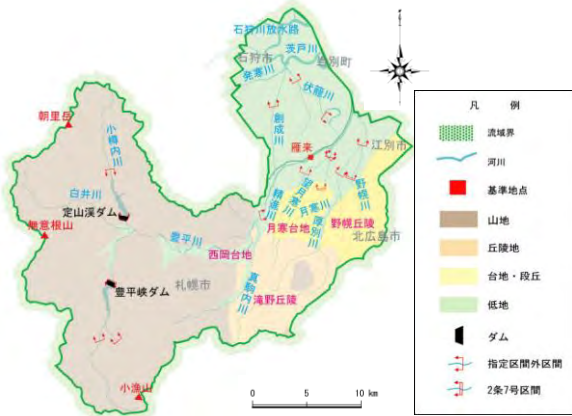 石狩川放水路
茨戸川
石狩市
当別町
発寒川
伏籠川
朝里岳
小樽内川
創成川
雁来
江別市
望月寒川
月寒川
厚別川
野幌川
精進川
白井川
定山渓ダム
無意根山
豊平川
西岡台地
月寒台地
野幌丘陵
北広島市
札幌市
真駒内川
滝野丘陵
豊平峡ダム
小漁山
0 5 10 km
凡 例
流域界
河川
基準地点
山地
丘陵地
台地・段丘
低地
ダム
指定区間外区間
2条7号区間